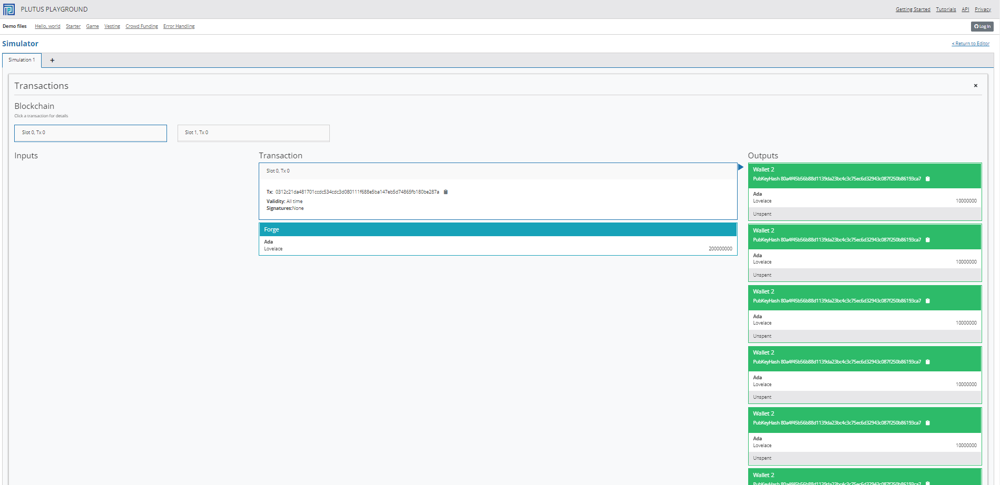 PLUTUS PLAYGROUND
Getting Started Tutorials API Privacy
Demo files Hello, world Starter Game Vesting Crowd Funding Error Handling
Log In
Simulator
< Return to Editor
Simulation 1 +
Transactions
×
Blockchain
Click a transaction for details
Slot 0, Tx 0
Slot 1, Tx 0
Inputs
Transaction
Slot 0, Tx 0
Tx: 0312c21da481701ccdc534cdc3d080111f688e5ba147eb5d74865fb180be287a
Validity: All time
Signatures:None
Forge
Ada
Lovelace 200000000
Outputs
Wallet 2
PubKeyHash 80a4f45b56b88d1139da23bc4c3c75ec6d32943c087f250b86193ca7
Ada
Lovelace 10000000
Unspent
Wallet 2
PubKeyHash 80a4f45b56b88d1139da23bc4c3c75ec6d32943c087f250b86193ca7
Ada
Lovelace 10000000
Unspent
Wallet 2
PubKeyHash 80a4f45b56b88d1139da23bc4c3c75ec6d32943c087f250b86193ca7
Ada
Lovelace 10000000
Unspent
Wallet 2
PubKeyHash 80a4f45b56b88d1139da23bc4c3c75ec6d32943c087f250b86193ca7
Ada
Lovelace 10000000
Unspent
Wallet 2
PubKeyHash 80a4f45b56b88d1139da23bc4c3c75ec6d32943c087f250b86193ca7
Ada
Lovelace 10000000
Unspent
Wallet 2
PubKeyHash 80a4f45b56b88d1139da23bc4c3c75ec6d32943c087f250b86193ca7